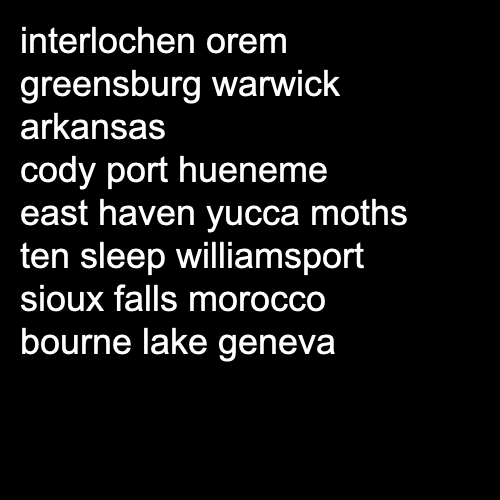 interlochen orem
greensburg warwick
arkansas
cody port hueneme
east haven yucca moths
ten sleep williamsport
sioux falls morocco
bourne lake geneva